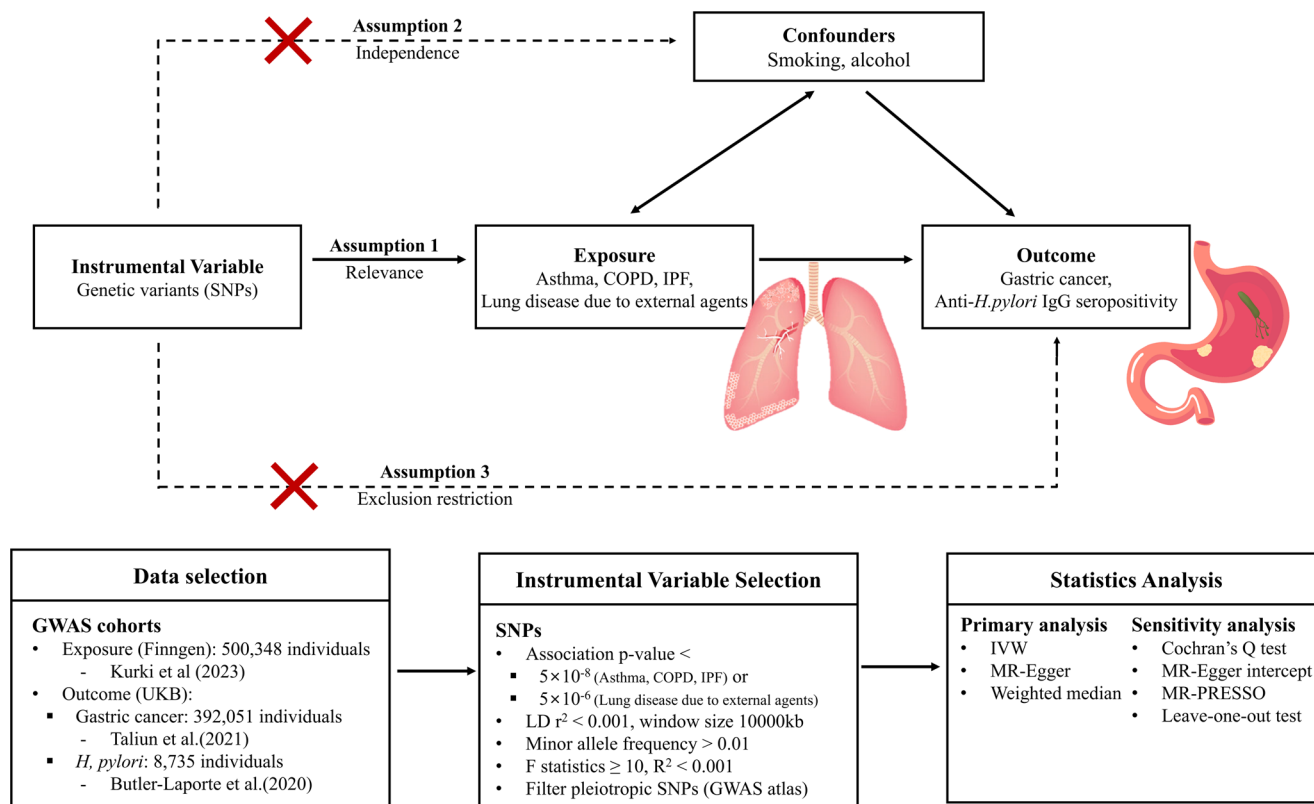 Assumption 2
Independence
Confounders
Smoking, alcohol
Instrumental Variable
Genetic variants (SNPs)
Assumption 1
Relevance
Exposure
Asthma, COPD, IPF,
Lung disease due to external agents
Outcome
Gastric cancer,
Anti-H.pylori IgG seropositivity
Assumption 3
Exclusion restriction
Data selection
GWAS cohorts
• Exposure (Finngen): 500,348 individuals
- Kurki et al (2023)
• Outcome (UKB):
▪ Gastric cancer: 392,051 individuals
- Taliun et al.(2021)
▪ H, pylori: 8,735 individuals
- Butler-Laporte et al.(2020)
Instrumental Variable Selection
SNPs
• Association p-value <
▪ 5×10⁻⁸ (Asthma, COPD, IPF) or
▪ 5×10⁻⁶ (Lung disease due to external agents)
• LD r² < 0.001, window size 10000kb
• Minor allele frequency > 0.01
• F statistics ≥ 10, R² < 0.001
• Filter pleiotropic SNPs (GWAS atlas)
Statistics Analysis
Primary analysis
• IVW
• MR-Egger
• Weighted median
Sensitivity analysis
• Cochran's Q test
• MR-Egger intercept
• MR-PRESSO
• Leave-one-out test